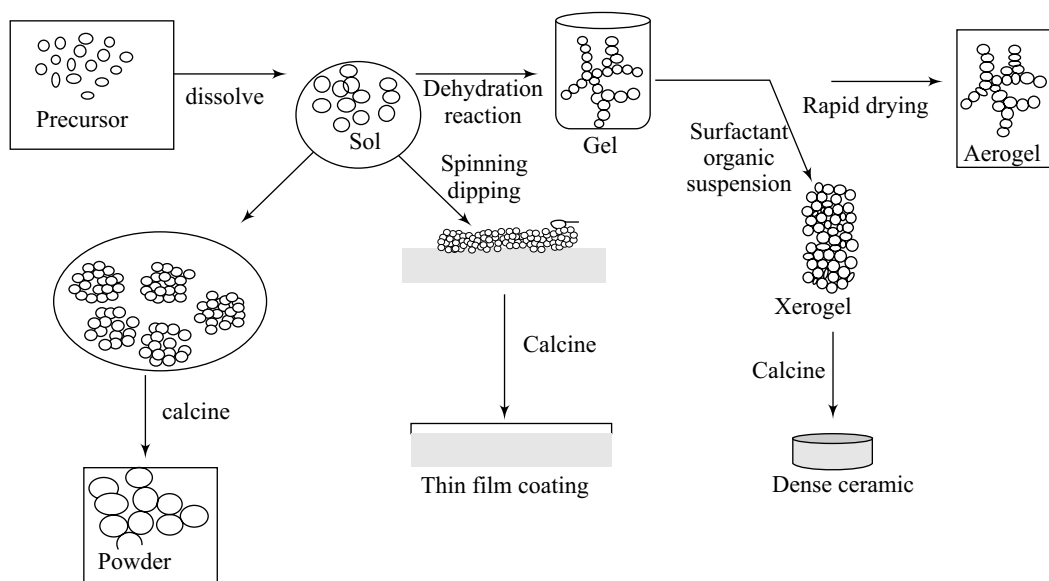 Precursor
dissolve
Sol
Dehydration
reaction
Gel
Surfactant
organic
suspension
Rapid drying
Aerogel
Spinning
dipping
Xerogel
calcine
Calcine
Calcine
Powder
Thin film coating
Dense ceramic